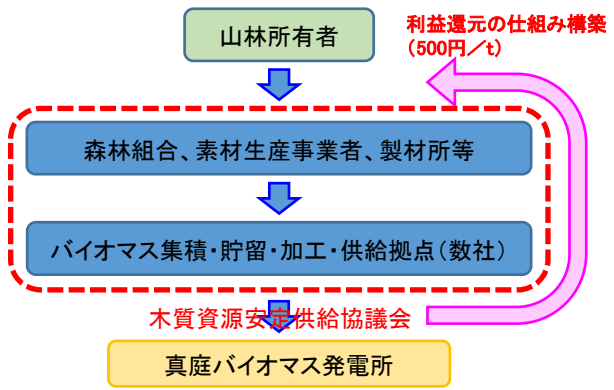 山林所有者
利益還元の仕組み構築
(500円/t)
森林組合、素材生産事業者、製材所等
バイオマス集積・貯留・加工・供給拠点(数社)
木質資源安定供給協議会
真庭バイオマス発電所